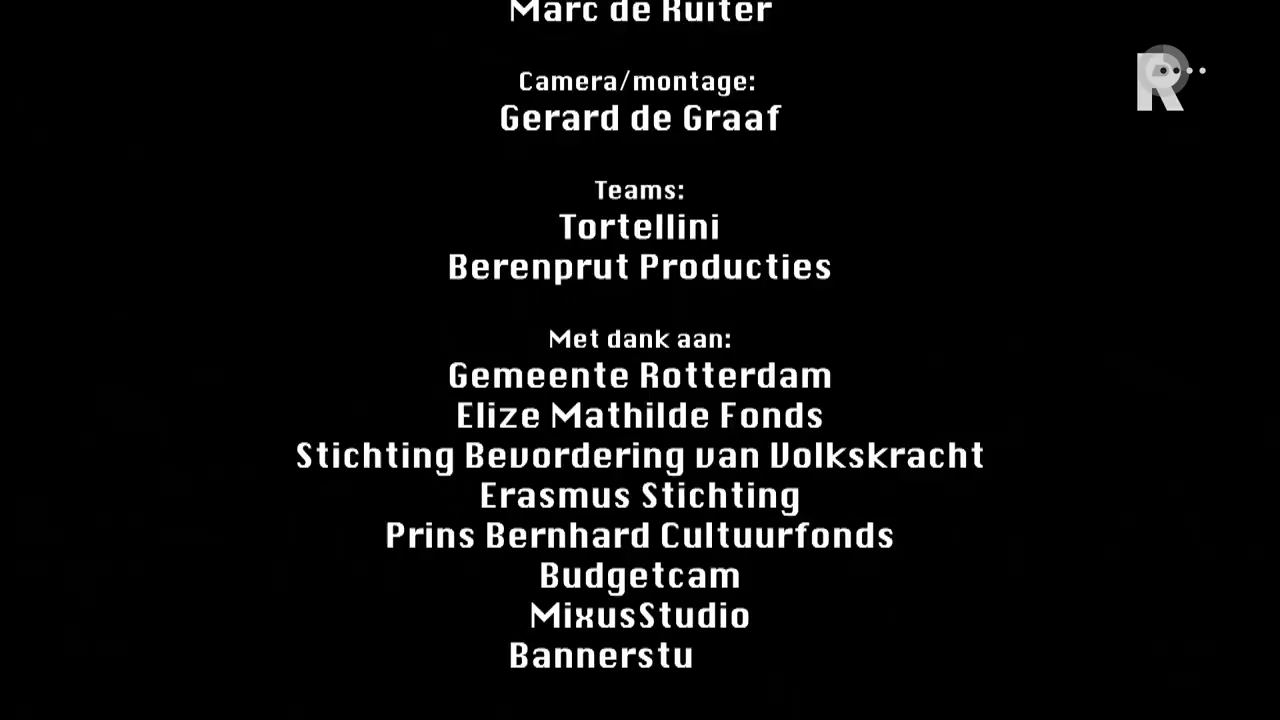 Marc de Ruiter
Camera/montage:
Gerard de Graaf
Teams:
Tortellini
Berenprut Producties
Met dank aan:
Gemeente Rotterdam
Elize Mathilde Fonds
Stichting Bevordering van Volkskracht
Erasmus Stichting
Prins Bernhard Cultuurfonds
Budgetcam
MixusStudio
Bannerstu
R